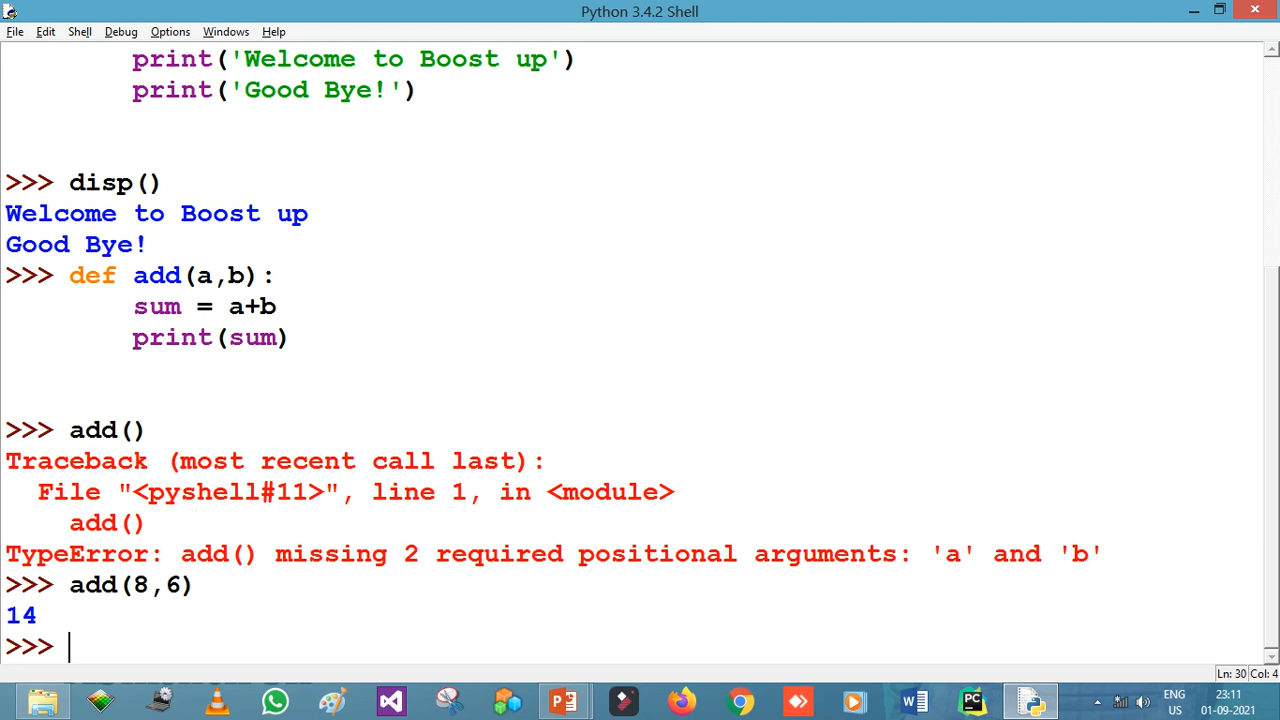 Python 3.4.2 Shell
File Edit Shell Debug Options Windows Help
print('Welcome to Boost up')
print('Good Bye!')
>>> disp()
Welcome to Boost up
Good Bye!
>>> def add(a,b):
sum = a+b
print(sum)
>>> add()
Traceback (most recent call last):
File "<pyshell#11>", line 1, in <module>
add()
TypeError: add() missing 2 required positional arguments: 'a' and 'b'
>>> add(8,6)
14
>>>
Ln: 30 Col: 4
ENG 23:11
US 01-09-2021